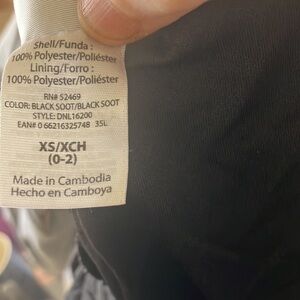 Shell/Funda :
100% Polyester/Poliéster
Lining/Forro :
100% Polyester/Poliéster
RN# 52469
COLOR: BLACK SOOT/BLACK SOOT
STYLE: DNL16200
EAN# 0 66216325748 35L
XS/XCH
(0-2)
Made in Cambodia
Hecho en Camboya